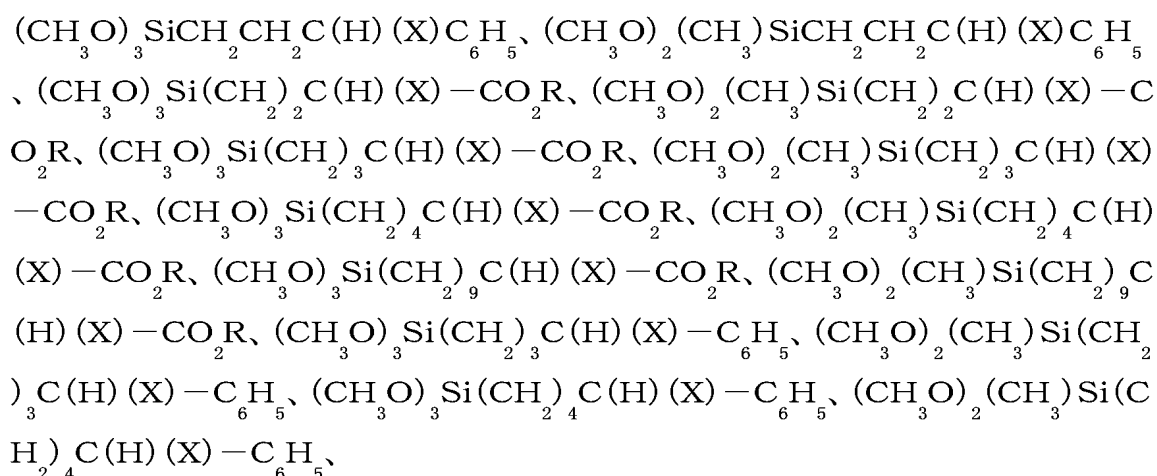 (CH₃O)₃SiCH₂CH₂C(H)(X)C₆H₅、(CH₃O)₂(CH₃)SiCH₂CH₂C(H)(X)C₆H₅
、(CH₃O)₃Si(CH₂)₂C(H)(X)－CO₂R、(CH₃O)₂(CH₃)Si(CH₂)₂C(H)(X)－C
O₂R、(CH₃O)₃Si(CH₂)₃C(H)(X)－CO₂R、(CH₃O)₂(CH₃)Si(CH₂)₃C(H)(X)
－CO₂R、(CH₃O)₃Si(CH₂)₄C(H)(X)－CO₂R、(CH₃O)₂(CH₃)Si(CH₂)₄C(H)
(X)－CO₂R、(CH₃O)₃Si(CH₂)₉C(H)(X)－CO₂R、(CH₃O)₂(CH₃)Si(CH₂)₉C
(H)(X)－CO₂R、(CH₃O)₃Si(CH₂)₃C(H)(X)－C₆H₅、(CH₃O)₂(CH₃)Si(CH₂
)₃C(H)(X)－C₆H₅、(CH₃O)₃Si(CH₂)₄C(H)(X)－C₆H₅、(CH₃O)₂(CH₃)Si(C
H₂)₄C(H)(X)－C₆H₅、